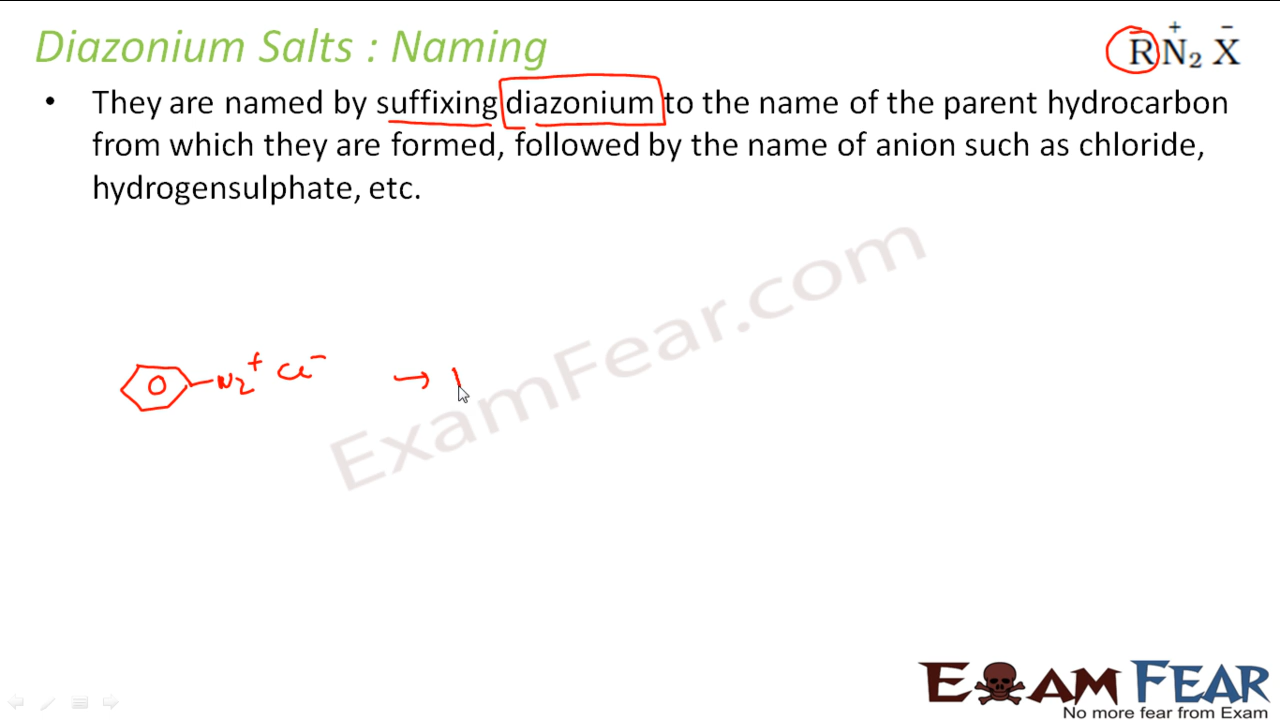 Diazonium Salts : Naming
R N₂⁺ X⁻
• They are named by suffixing diazonium to the name of the parent hydrocarbon
from which they are formed, followed by the name of anion such as chloride,
hydrogensulphate, etc.
ExamFear.com
N₂⁺ Cl⁻ →
EXAM FEAR
No more fear from Exam